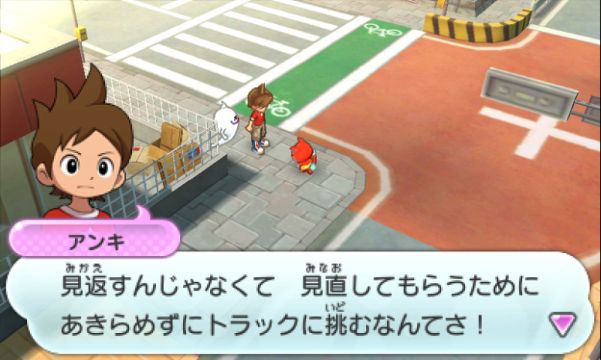 アンキ
見返すんじゃなくて　見直してもらうために
あきらめずにトラックに挑むなんてさ！